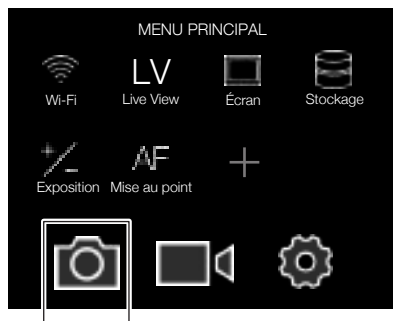 MENU PRINCIPAL
LV
Wi-Fi Live View Écran Stockage
AF
Exposition Mise au point